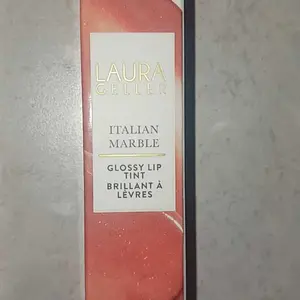 LAURA
GELLER
ITALIAN
MARBLE
GLOSSY LIP
TINT
BRILLANT À
LÈVRES